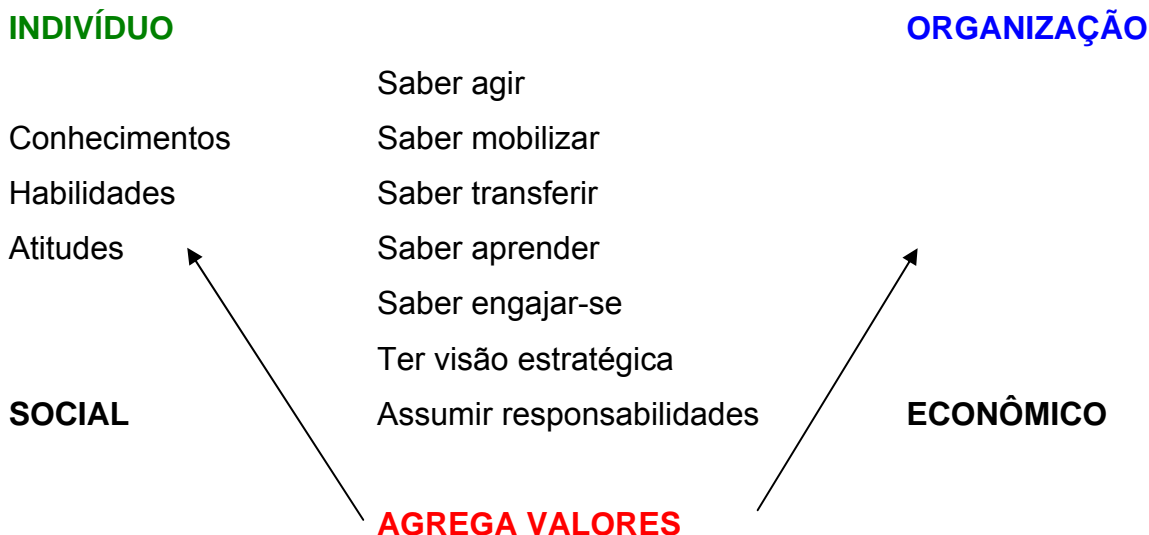 INDIVÍDUO ORGANIZAÇÃO
Saber agir
Conhecimentos Saber mobilizar
Habilidades Saber transferir
Atitudes Saber aprender
Saber engajar-se
Ter visão estratégica
SOCIAL Assumir responsabilidades ECONÔMICO
AGREGA VALORES